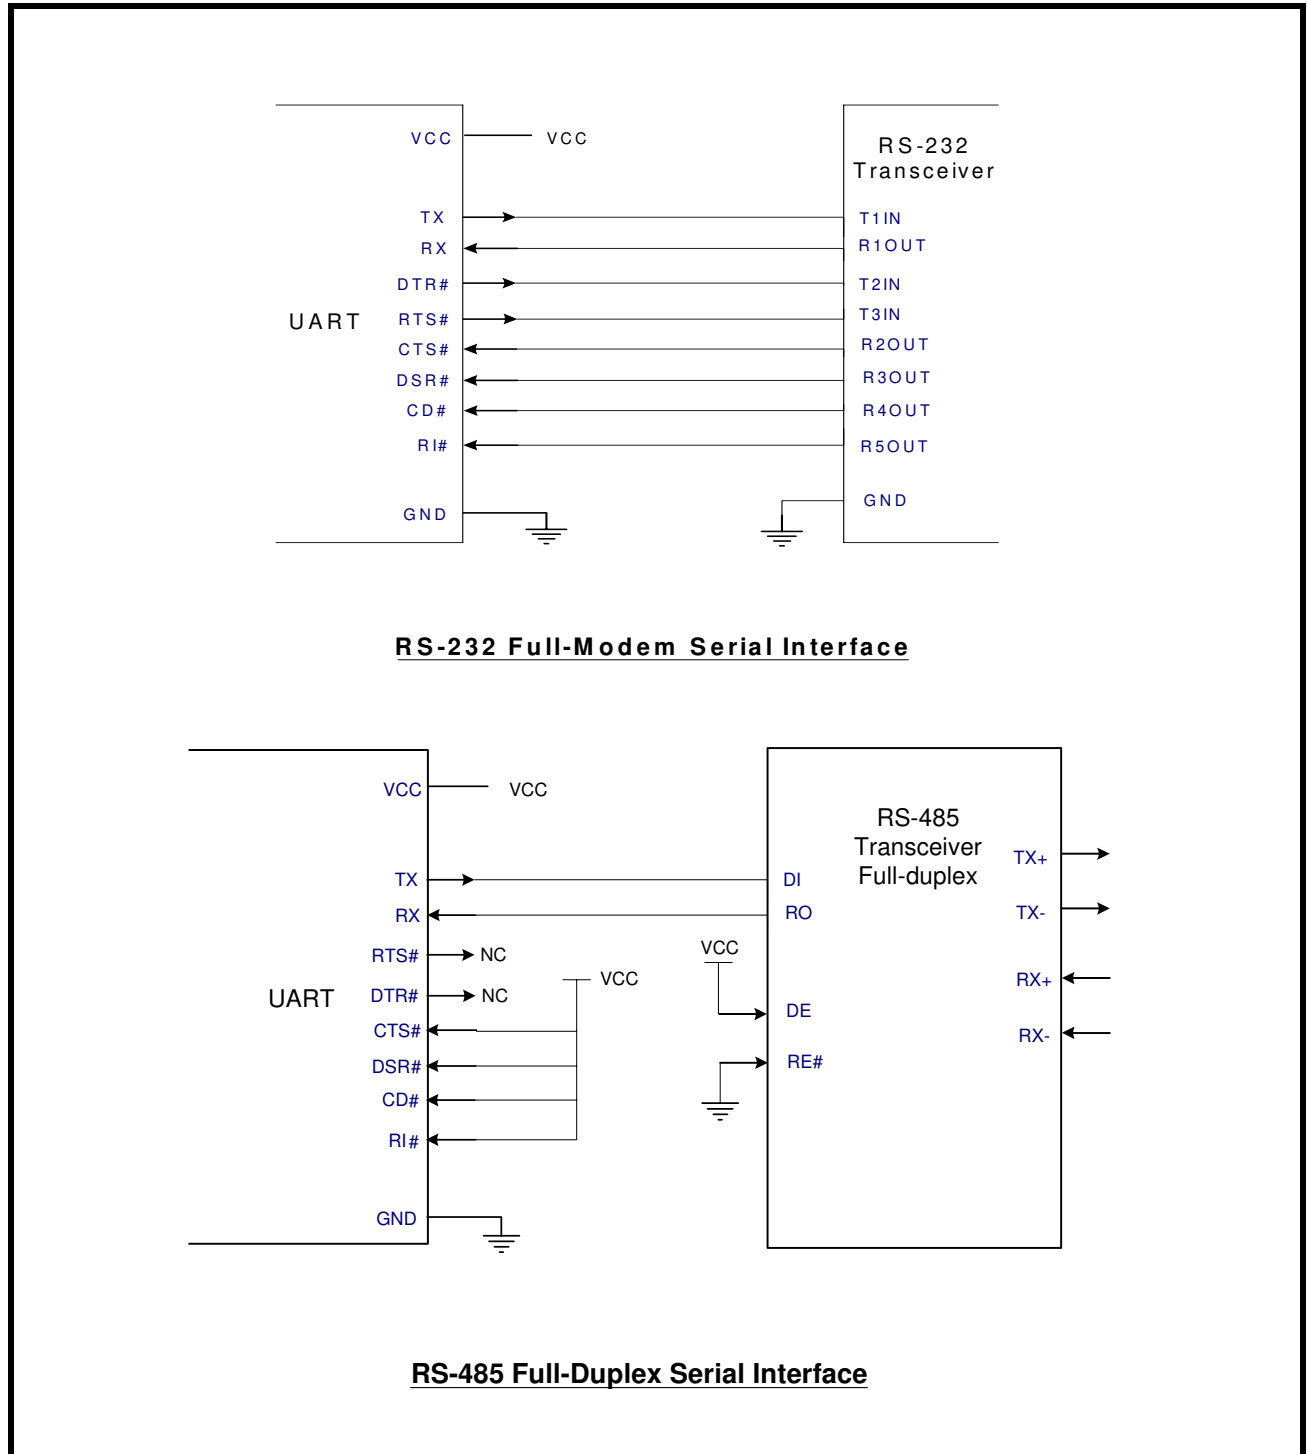 VCC
VCC
RS-232
Transceiver
TX
T1IN
RX
R1OUT
DTR#
T2IN
UART
RTS#
T3IN
CTS#
R2OUT
DSR#
R3OUT
CD#
R4OUT
RI#
R5OUT
GND
GND
RS-232 Full-Modem Serial Interface
VCC
VCC
RS-485
Transceiver
Full-duplex
TX+
TX
DI
RX
RO
TX-
RTS#
NC
VCC
VCC
RX+
UART
DTR#
NC
DE
CTS#
RX-
DSR#
RE#
CD#
RI#
GND
RS-485 Full-Duplex Serial Interface